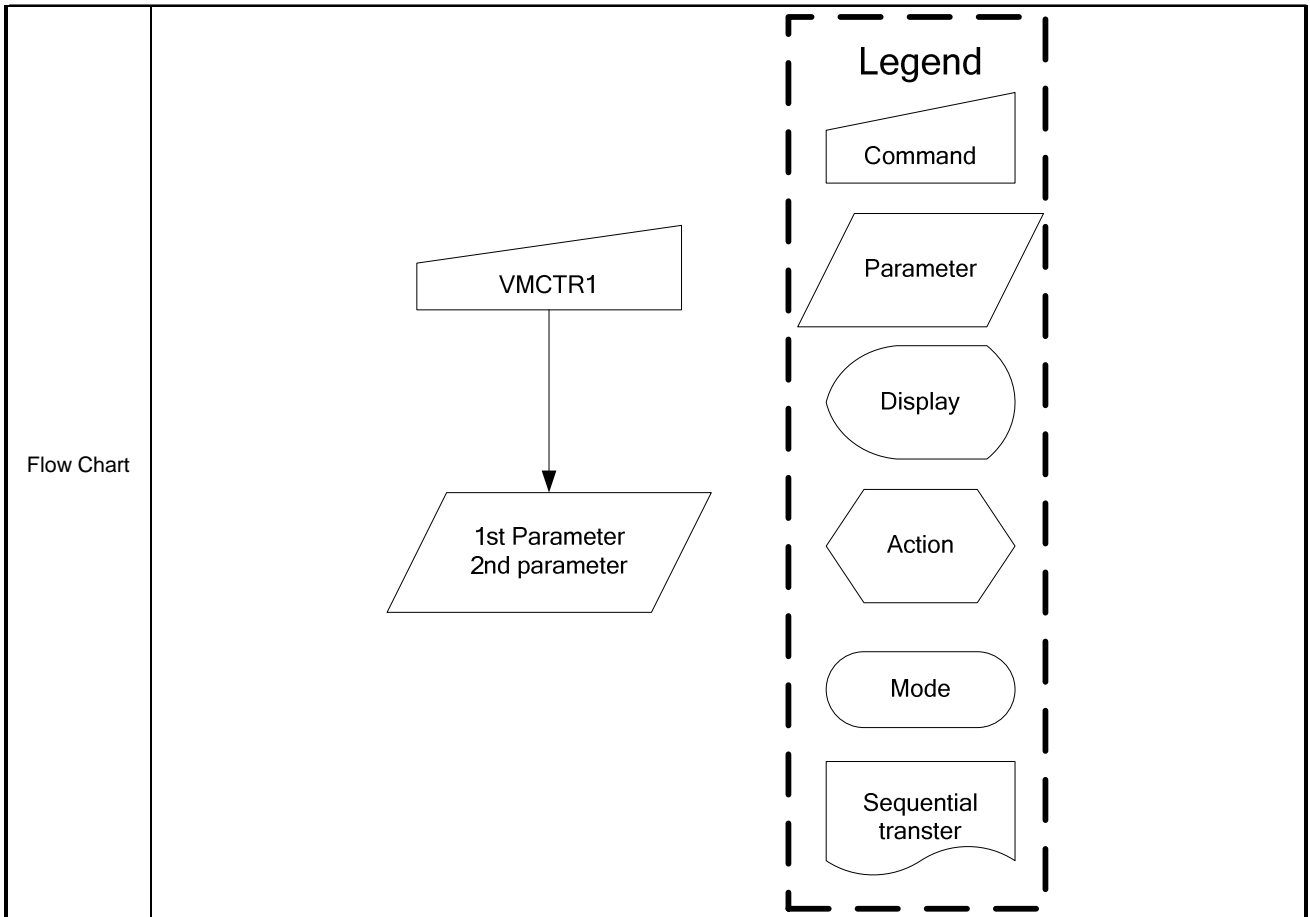 Flow Chart
VMCTR1
1st Parameter
2nd parameter
Legend
Command
Parameter
Display
Action
Mode
Sequential
transter